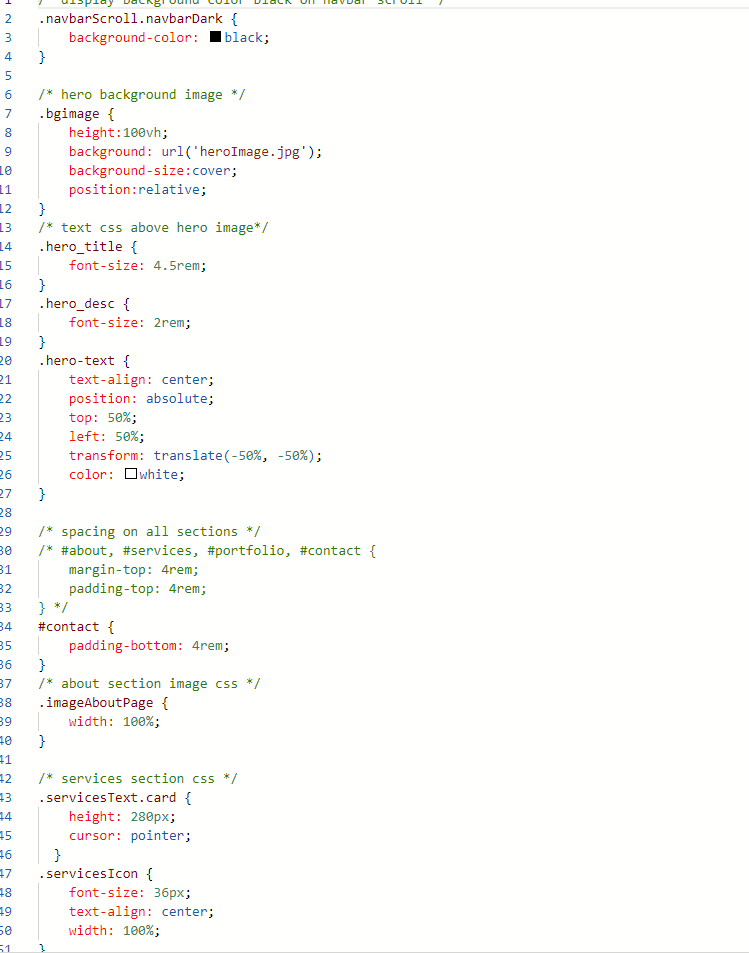 1 /* display background color black on navbar scroll */
2 .navbarScroll.navbarDark {
3 background-color: black;
4 }
5
6 /* hero background image */
7 .bgimage {
8 height:100vh;
9 background: url('heroImage.jpg');
10 background-size:cover;
11 position:relative;
12 }
13 /* text css above hero image*/
14 .hero_title {
15 font-size: 4.5rem;
16 }
17 .hero_desc {
18 font-size: 2rem;
19 }
20 .hero-text {
21 text-align: center;
22 position: absolute;
23 top: 50%;
24 left: 50%;
25 transform: translate(-50%, -50%);
26 color: white;
27 }
28
29 /* spacing on all sections */
30 /* #about, #services, #portfolio, #contact {
31 margin-top: 4rem;
32 padding-top: 4rem;
33 } */
34 #contact {
35 padding-bottom: 4rem;
36 }
37 /* about section image css */
38 .imageAboutPage {
39 width: 100%;
40 }
41
42 /* services section css */
43 .servicesText.card {
44 height: 280px;
45 cursor: pointer;
46 }
47 .servicesIcon {
48 font-size: 36px;
49 text-align: center;
50 width: 100%;
51 }